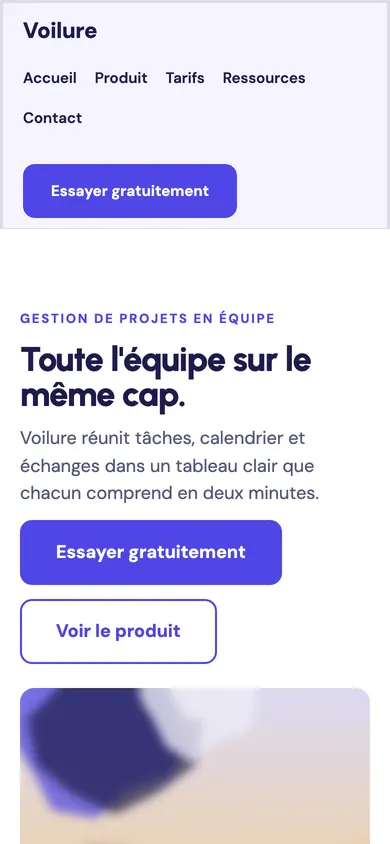 Voilure
Accueil Produit Tarifs Ressources
Contact
Essayer gratuitement
GESTION DE PROJETS EN ÉQUIPE
Toute l'équipe sur le
même cap.
Voilure réunit tâches, calendrier et
échanges dans un tableau clair que
chacun comprend en deux minutes.
Essayer gratuitement
Voir le produit